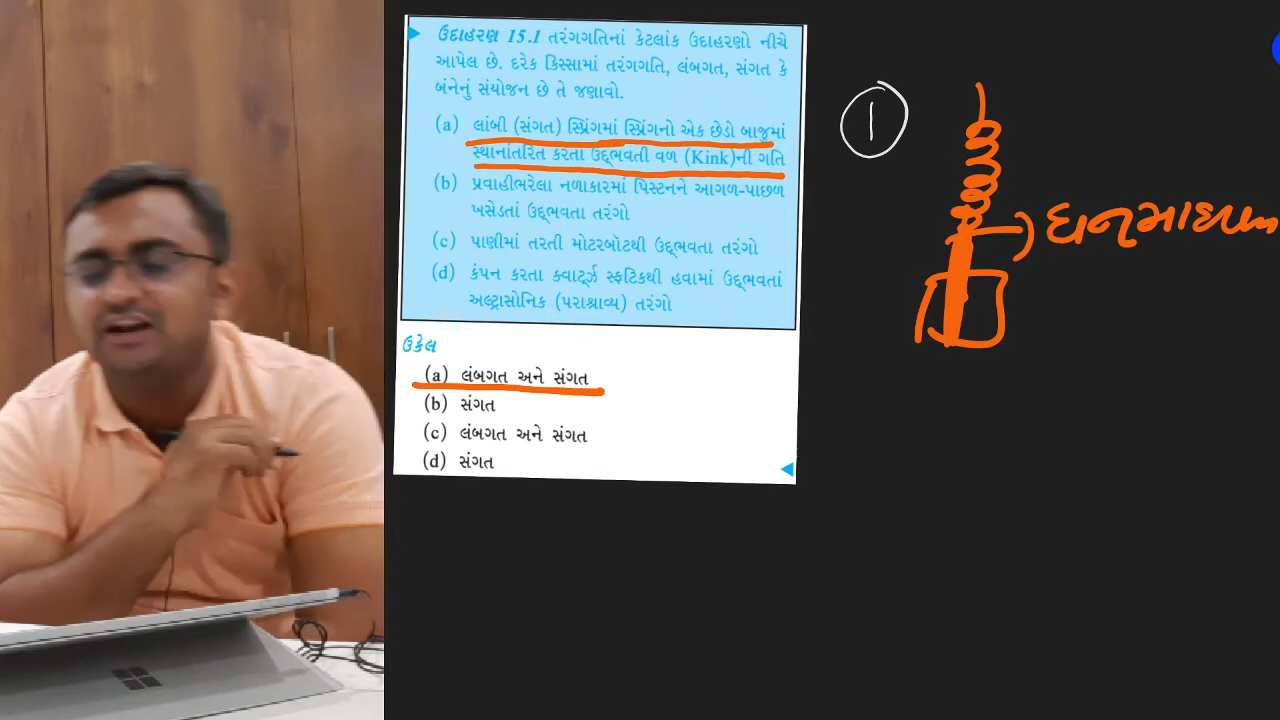 ઉદાહરણ 15.1 તરંગગતિનાં કેટલાંક ઉદાહરણો નીચે
આપેલ છે. દરેક કિસ્સામાં તરંગગતિ, લંબગત, સંગત કે
બંનેનું સંયોજન છે તે જણાવો.
(a) લાંબી (સંગત) સ્પ્રિંગમાં સ્પ્રિંગનો એક છેડો બાજુમાં
સ્થાનાંતરિત કરતા ઉદ્ભવતી વળ (Kink)ની ગતિ
(b) પ્રવાહીભરેલા નળાકારમાં પિસ્ટનને આગળ-પાછળ
ખસેડતાં ઉદ્ભવતા તરંગો
(c) પાણીમાં તરતી મોટરબૉટથી ઉદ્ભવતા તરંગો
(d) કંપન કરતા ક્વાર્ટ્ઝ સ્ફટિકથી હવામાં ઉદ્ભવતાં
અલ્ટ્રાસોનિક (પરાશ્રાવ્ય) તરંગો
ઉકેલ
(a) લંબગત અને સંગત
(b) સંગત
(c) લંબગત અને સંગત
(d) સંગત
1